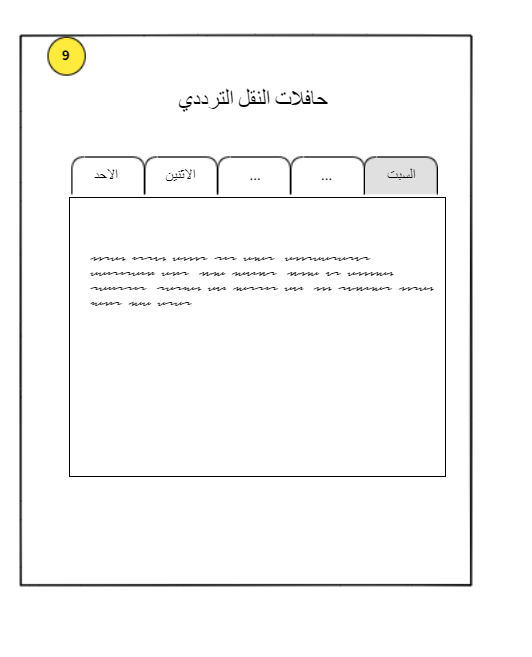 9
حافلات النقل الترددي
السبت ... ... الاثنين الاحد